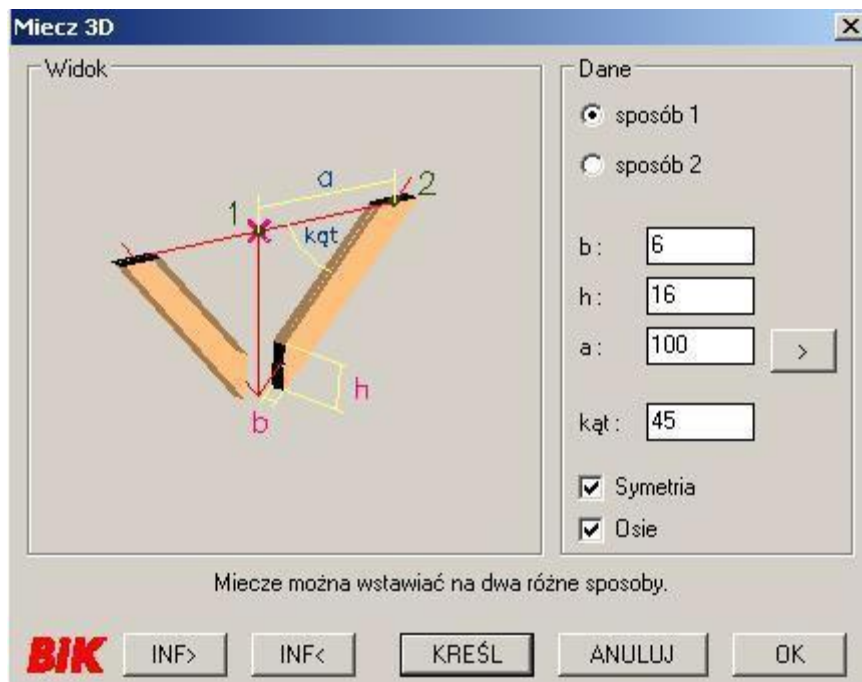 Miecz 3D
Widok
a
1
2
kąt
h
b
Dane
sposób 1
sposób 2
b: 6
h: 16
a: 100 >
kąt: 45
Symetria
Osie
Miecze można wstawiać na dwa różne sposoby.
BIK INF> INF< KREŚL ANULUJ OK